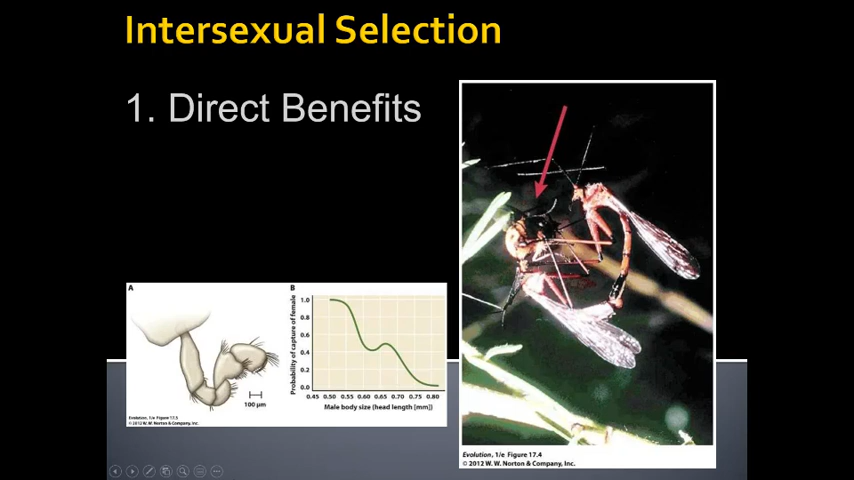 Intersexual Selection
1. Direct Benefits
A
100 μm
Evolution, 1/e Figure 17.5
© 2012 W. W. Norton & Company, Inc.
B
Probability of capture of female
1.0
0.8
0.6
0.4
0.2
0.0
0.45 0.50 0.55 0.60 0.65 0.70 0.75 0.80
Male body size (head length [mm])
Evolution, 1/e Figure 17.4
© 2012 W. W. Norton & Company, Inc.